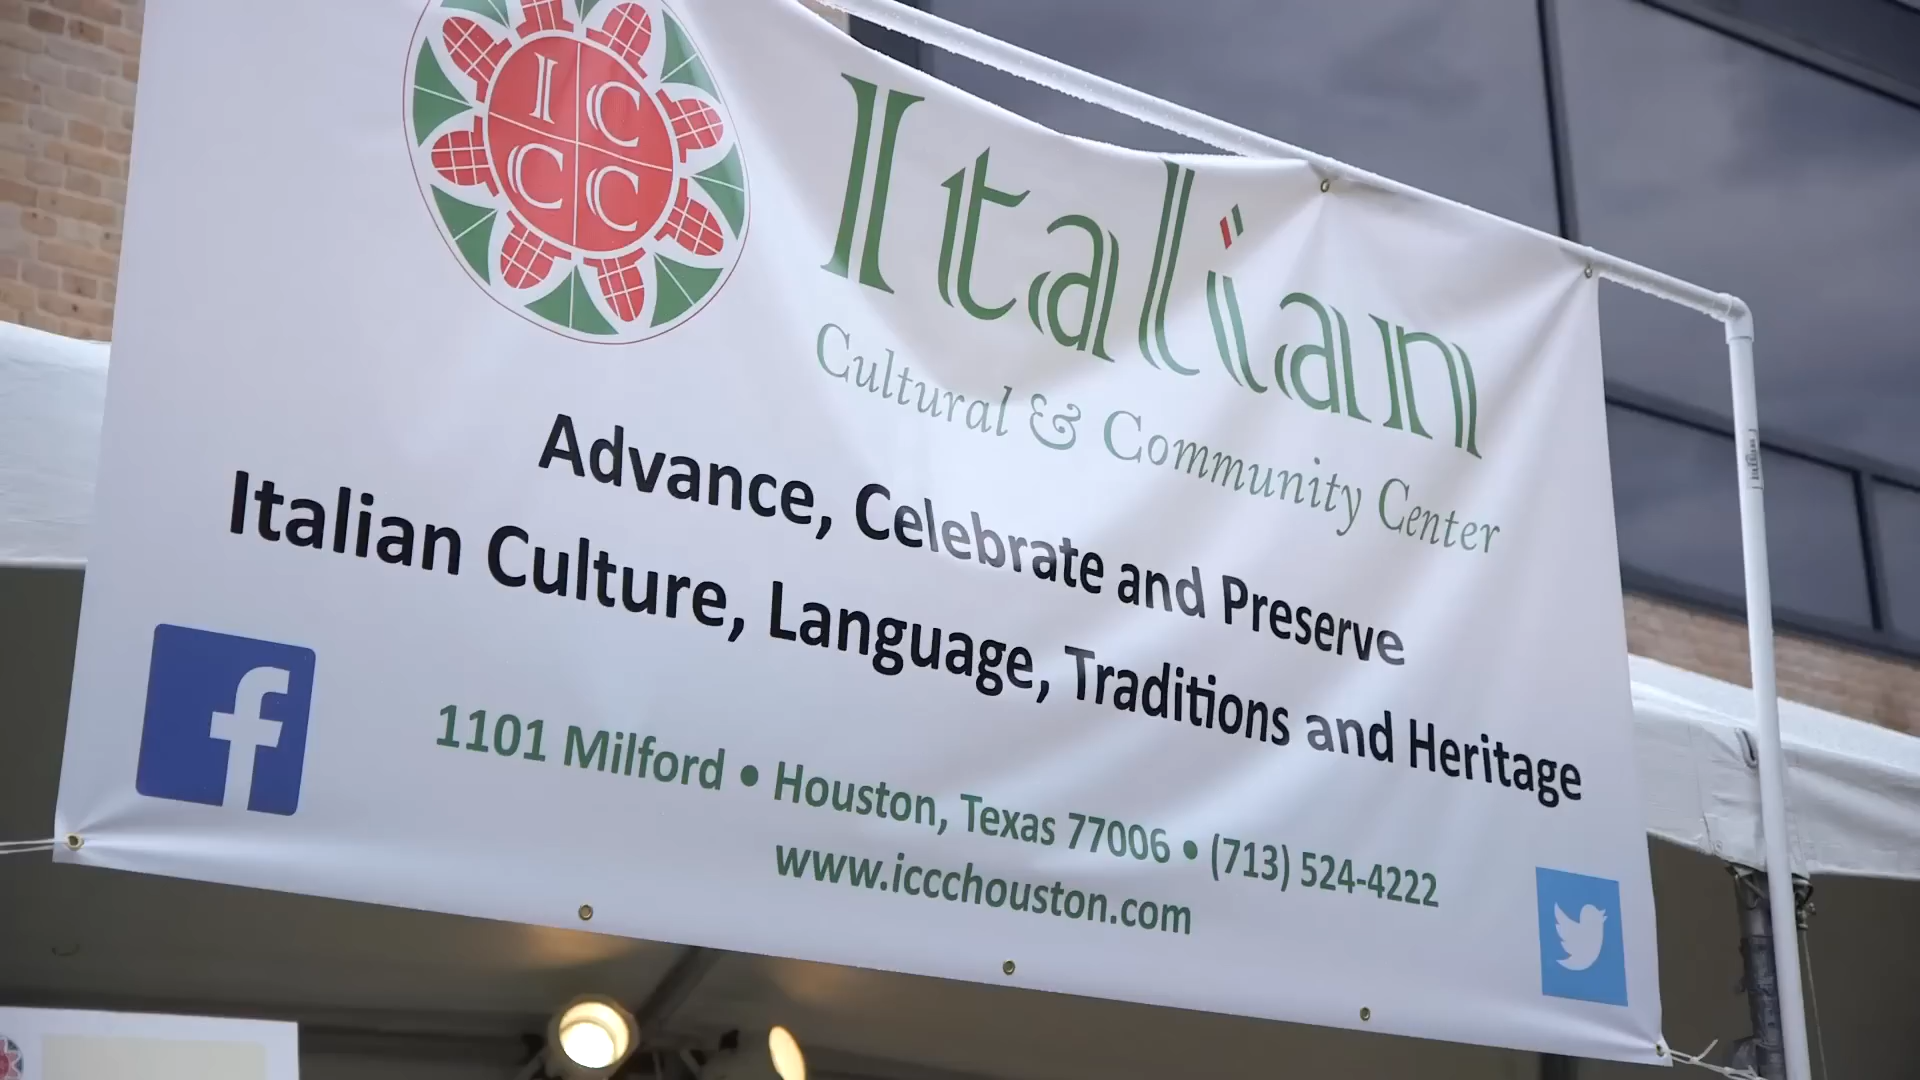 I C
C C
Italian
Cultural & Community Center
Advance, Celebrate and Preserve
Italian Culture, Language, Traditions and Heritage
1101 Milford • Houston, Texas 77006 • (713) 524-4222
www.iccchouston.com